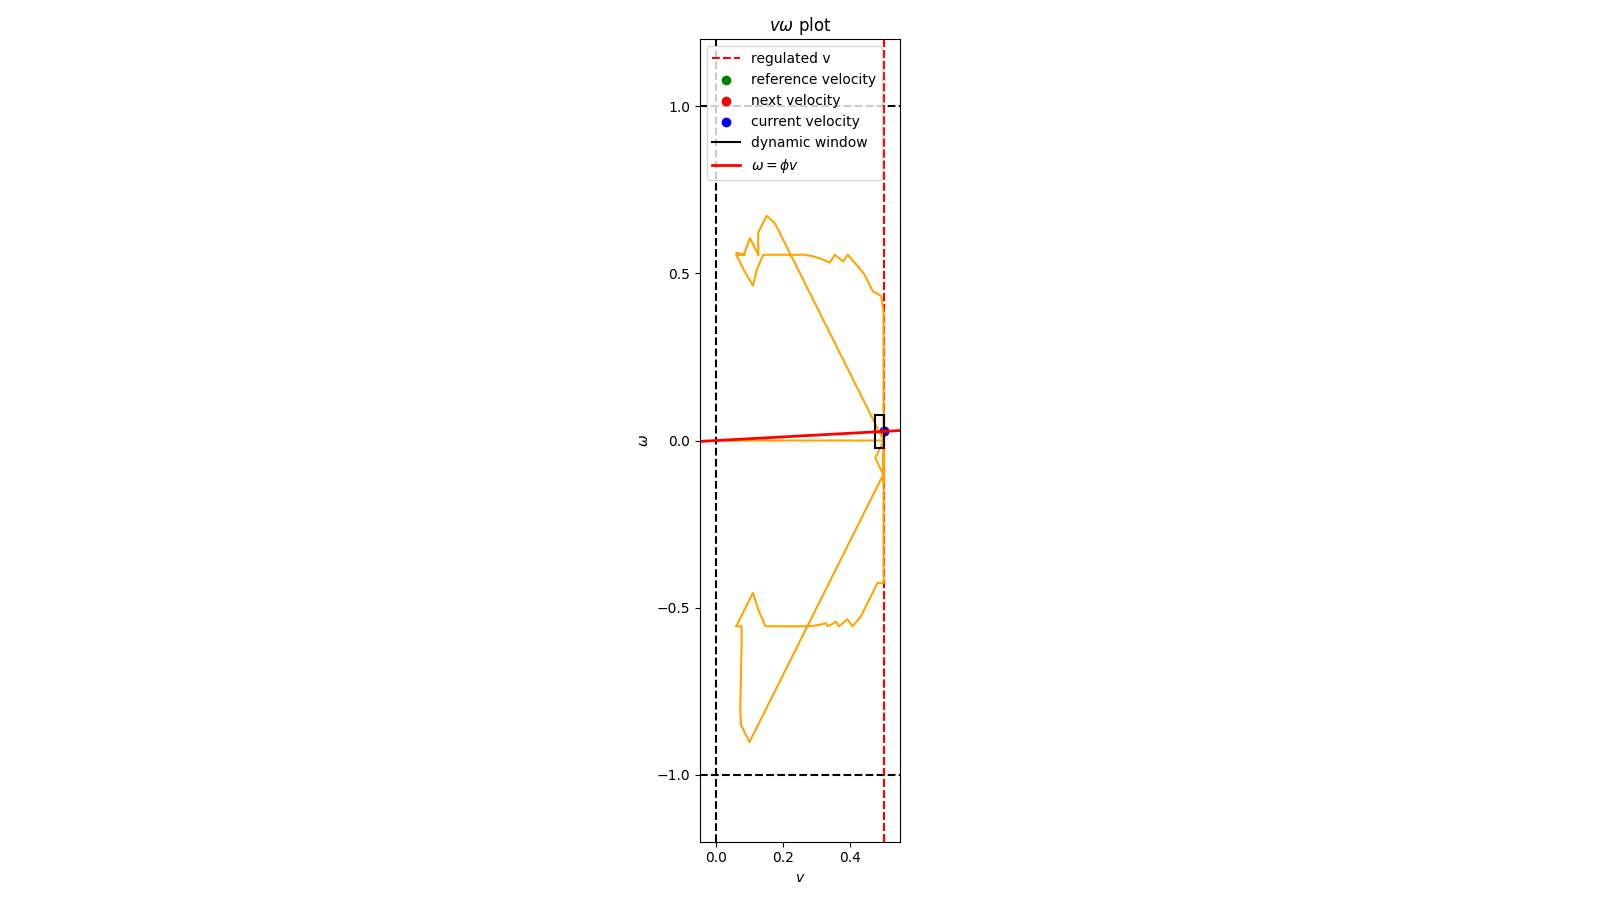 vω plot
regulated v
reference velocity
next velocity
current velocity
dynamic window
ω = ϕv
1.0
0.5
0.0
−0.5
−1.0
ω
0.0 0.2 0.4
v